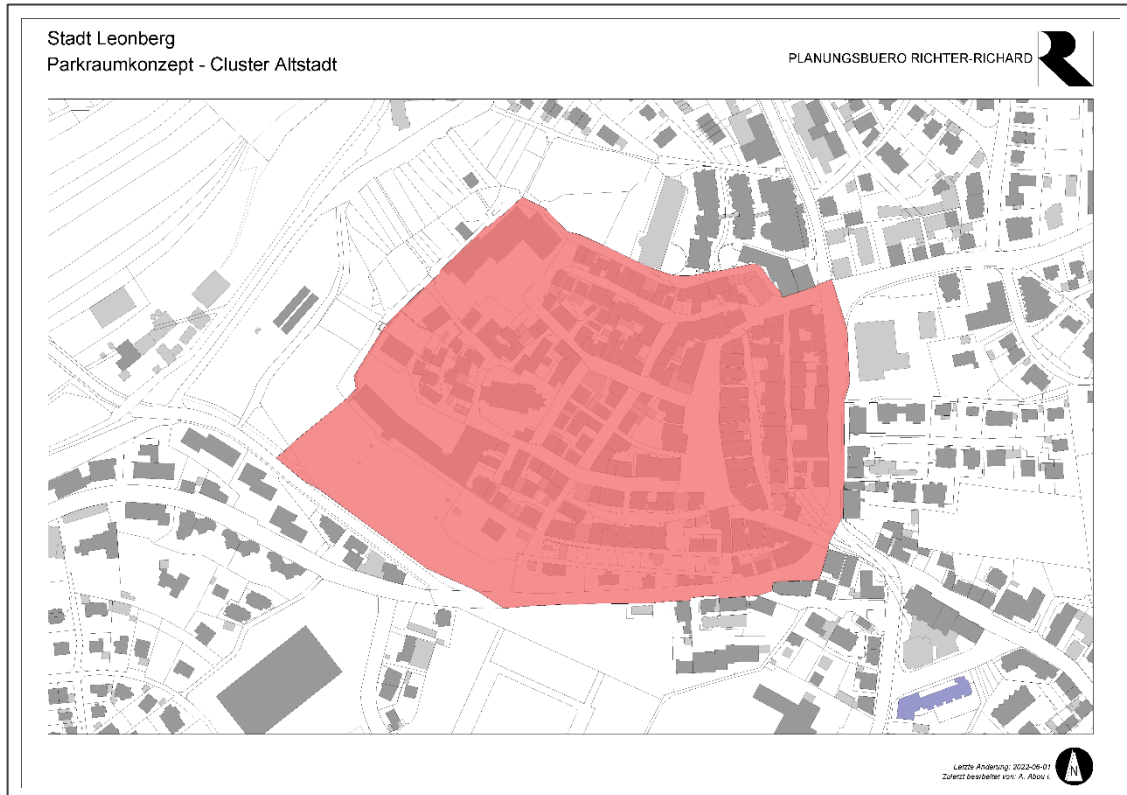 Stadt Leonberg
Parkraumkonzept - Cluster Altstadt
PLANUNGSBUERO RICHTER-RICHARD
Letzte Änderung: 2022-06-01
Zuletzt bearbeitet von: A. Abou I.
N